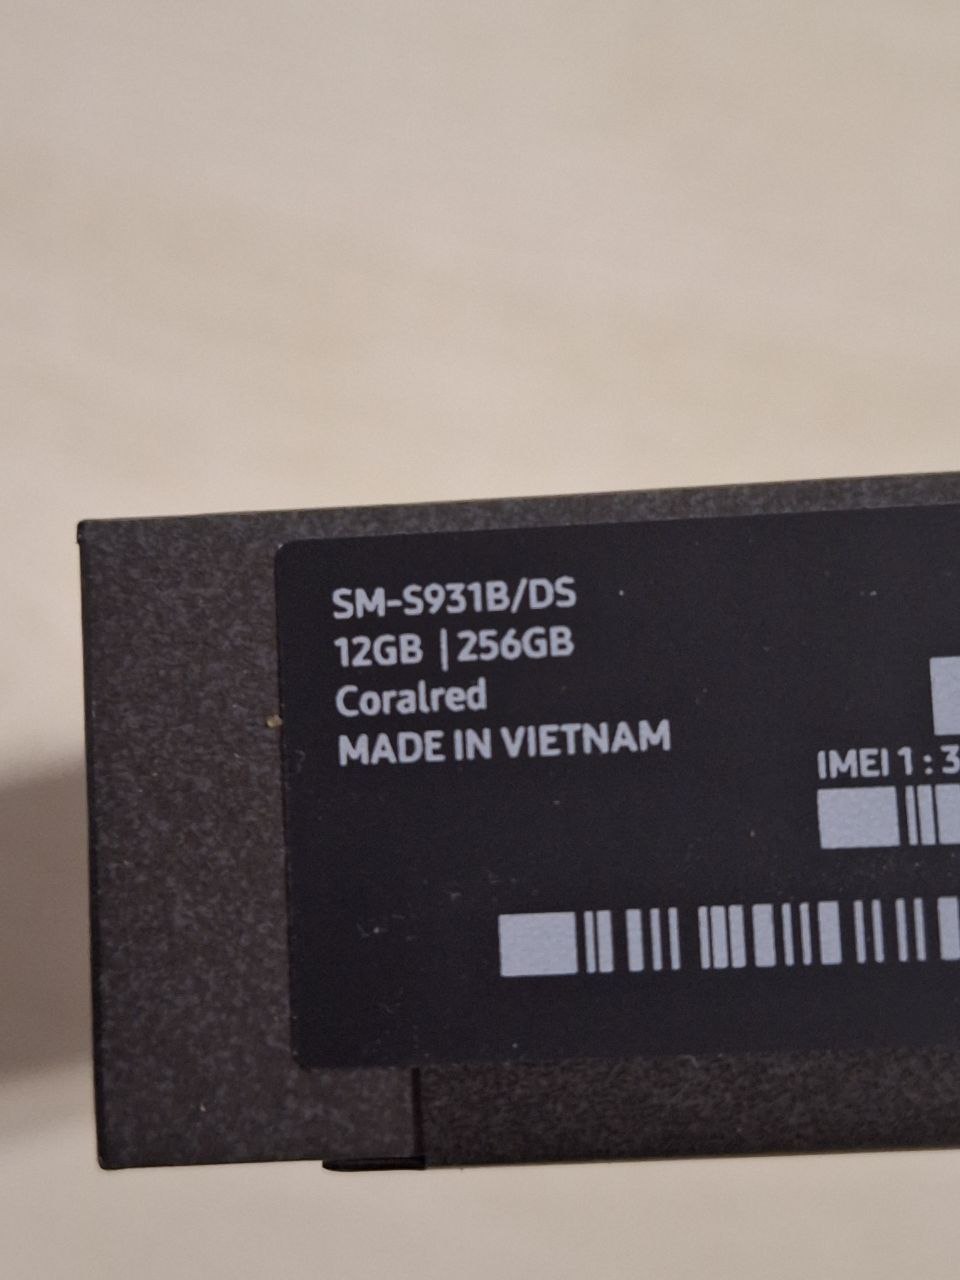 SM-S931B/DS
12GB | 256GB
Coralred
MADE IN VIETNAM
IMEI 1 : 3